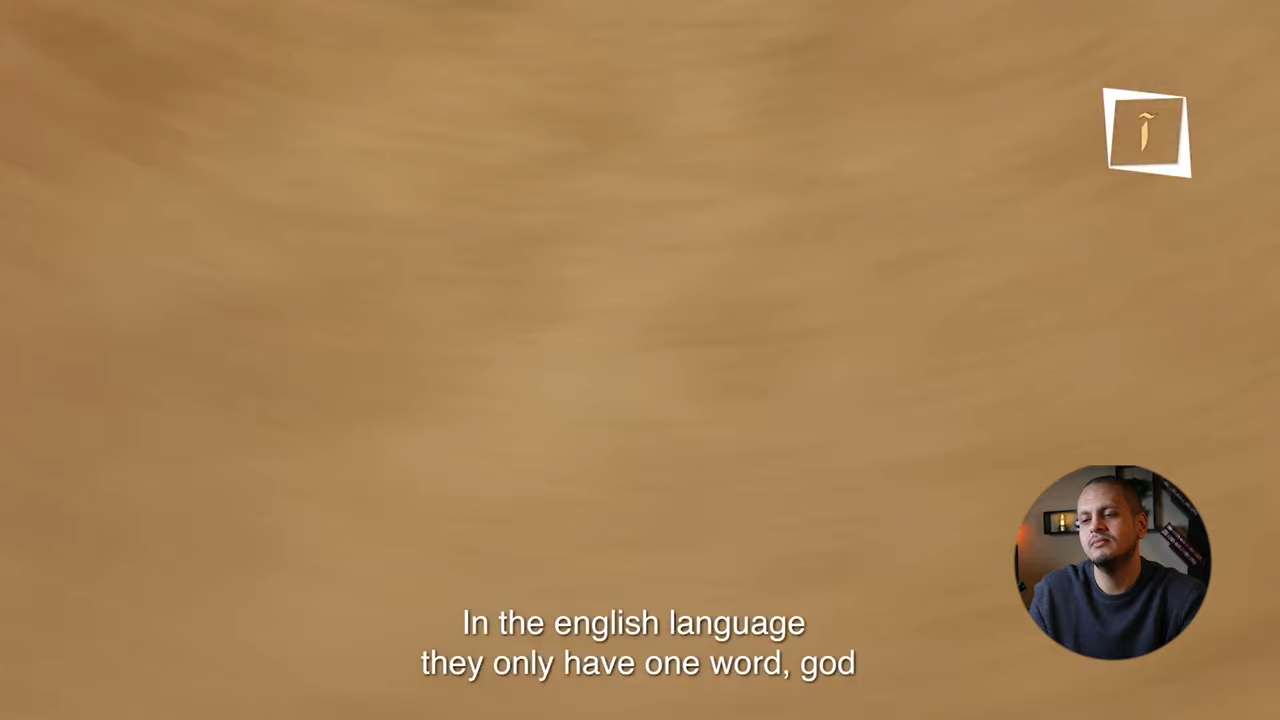 آ
In the english language
they only have one word, god